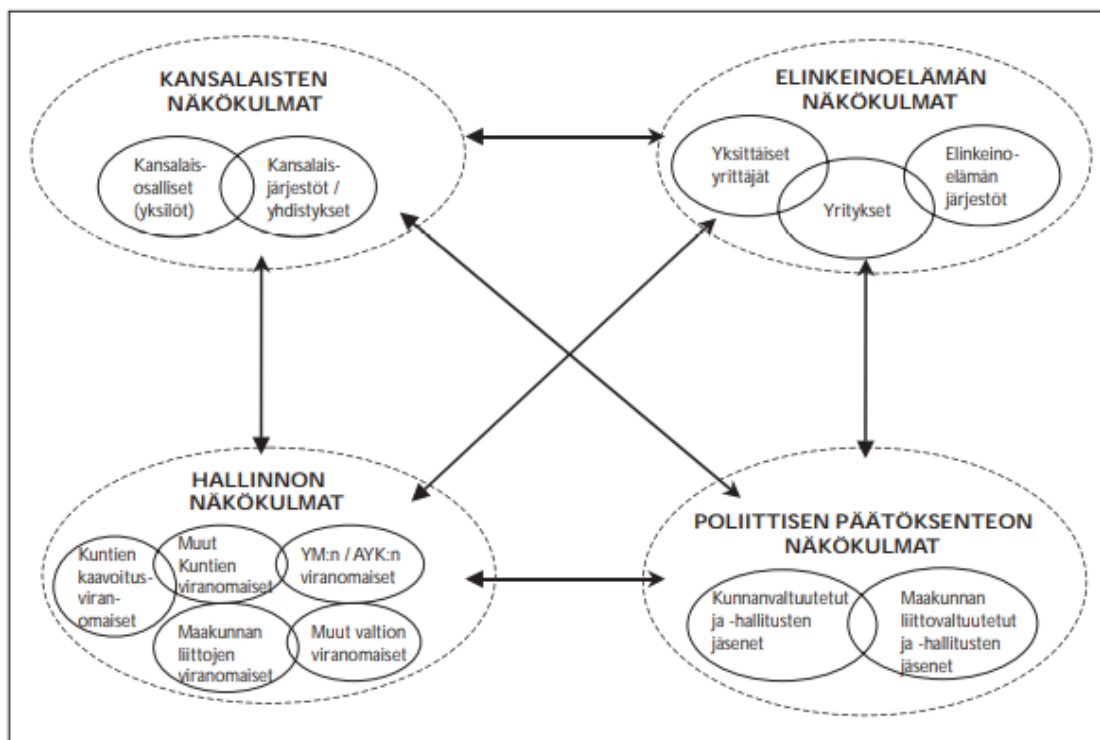 KANSALAISTEN
NÄKÖKULMAT
Kansalais-
osalliset
(yksilöt)
Kansalais-
järjestöt /
yhdistykset
ELINKEINOELÄMÄN
NÄKÖKULMAT
Yksittäiset
yrittäjät
Yritykset
Elinkeino-
elämän
järjestöt
HALLINNON
NÄKÖKULMAT
Kuntien
kaavoitus-
viran-
omaiset
Muut
Kuntien
viranomaiset
YM:n / AYK:n
viranomaiset
Maakunnan
liittojen
viranomaiset
Muut valtion
viranomaiset
POLIITTISEN PÄÄTÖKSENTEON
NÄKÖKULMAT
Kunnanvaltuutetut
ja -hallitusten
jäsenet
Maakunnan
liittovaltuutetut
ja -hallitusten
jäsenet